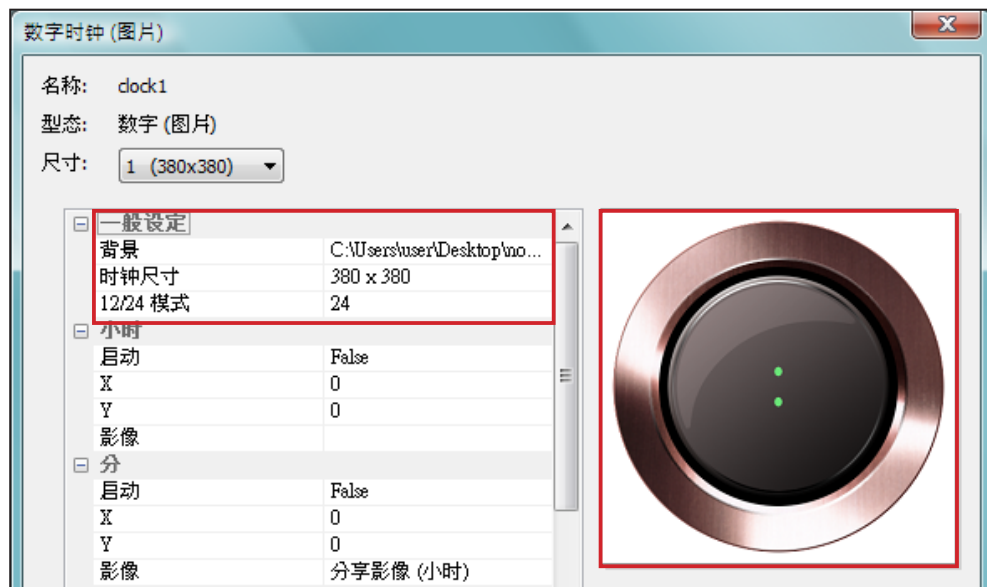 数字时钟 (图片)
名称: clock1
型态: 数字 (图片)
尺寸: 1 (380x380)
一般设定
背景 C:\Users\user\Desktop\no...
时钟尺寸 380 x 380
12/24 模式 24
小时
启动 False
X 0
Y 0
影像
分
启动 False
X 0
Y 0
影像 分享影像 (小时)